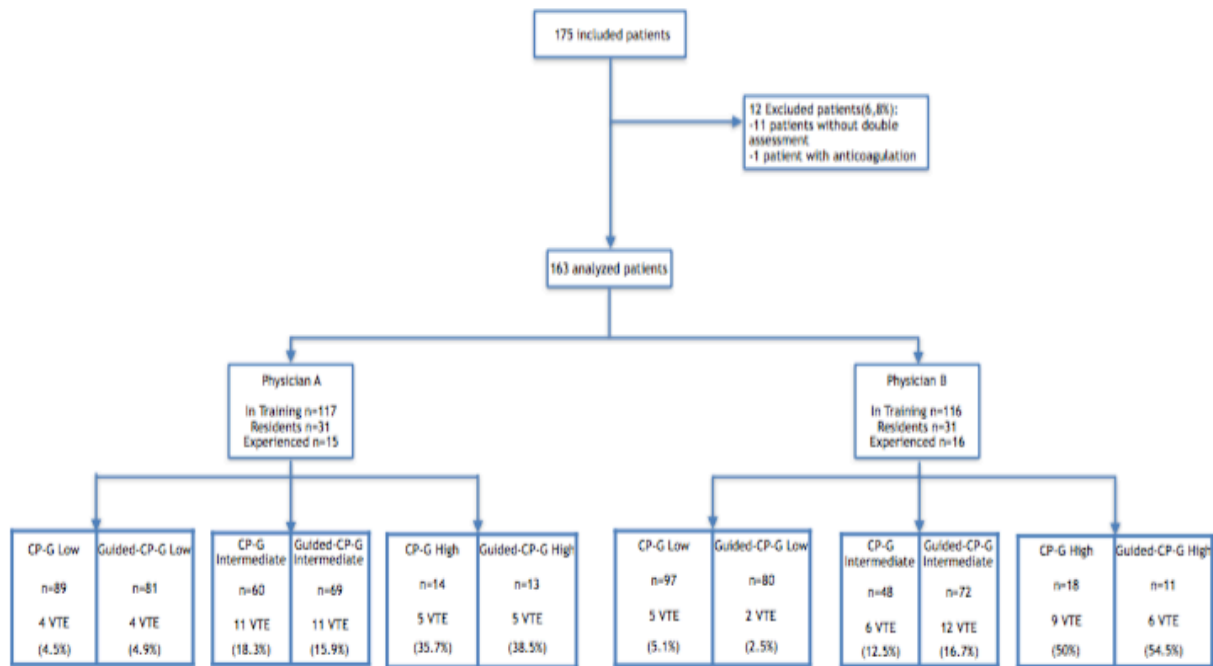 175 included patients
12 Excluded patients(6,8%):
-11 patients without double
assessment
-1 patient with anticoagulation
163 analyzed patients
Physician A
In Training n=117
Residents n=31
Experienced n=15
Physician B
In Training n=116
Residents n=31
Experienced n=16
CP-G Low
n=89
4 VTE
(4.5%)
Guided-CP-G Low
n=81
4 VTE
(4.9%)
CP-G
Intermediate
n=60
11 VTE
(18.3%)
Guided-CP-G
Intermediate
n=69
11 VTE
(15.9%)
CP-G High
n=14
5 VTE
(35.7%)
Guided-CP-G High
n=13
5 VTE
(38.5%)
CP-G Low
n=97
5 VTE
(5.1%)
Guided-CP-G Low
n=80
2 VTE
(2.5%)
CP-G
Intermediate
n=48
6 VTE
(12.5%)
Guided-CP-G
Intermediate
n=72
12 VTE
(16.7%)
CP-G High
n=18
9 VTE
(50%)
Guided-CP-G High
n=11
6 VTE
(54.5%)